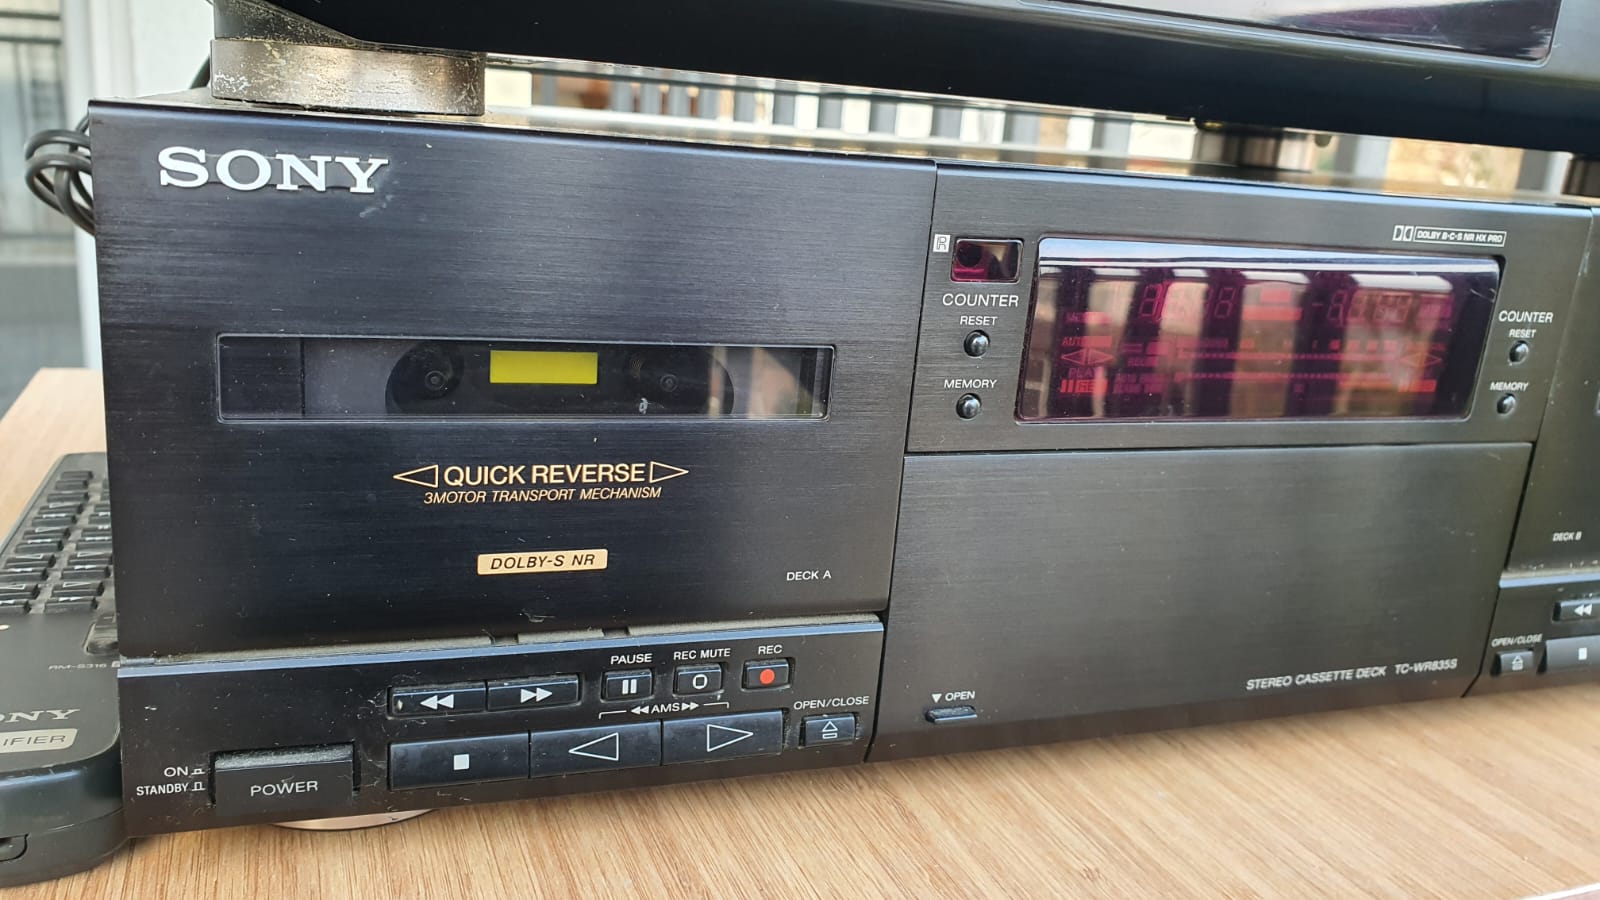 SONY
QUICK REVERSE
3MOTOR TRANSPORT MECHANISM
DOLBY-S NR
DECK A
PAUSE
REC MUTE
REC
AMS
OPEN/CLOSE
ON
STANDBY
POWER
COUNTER
RESET
MEMORY
DOLBY B-C-S NR HX PRO
COUNTER
RESET
MEMORY
▼ OPEN
STEREO CASSETTE DECK TC-WR835S
DECK B
OPEN/CLOSE
RM-S316